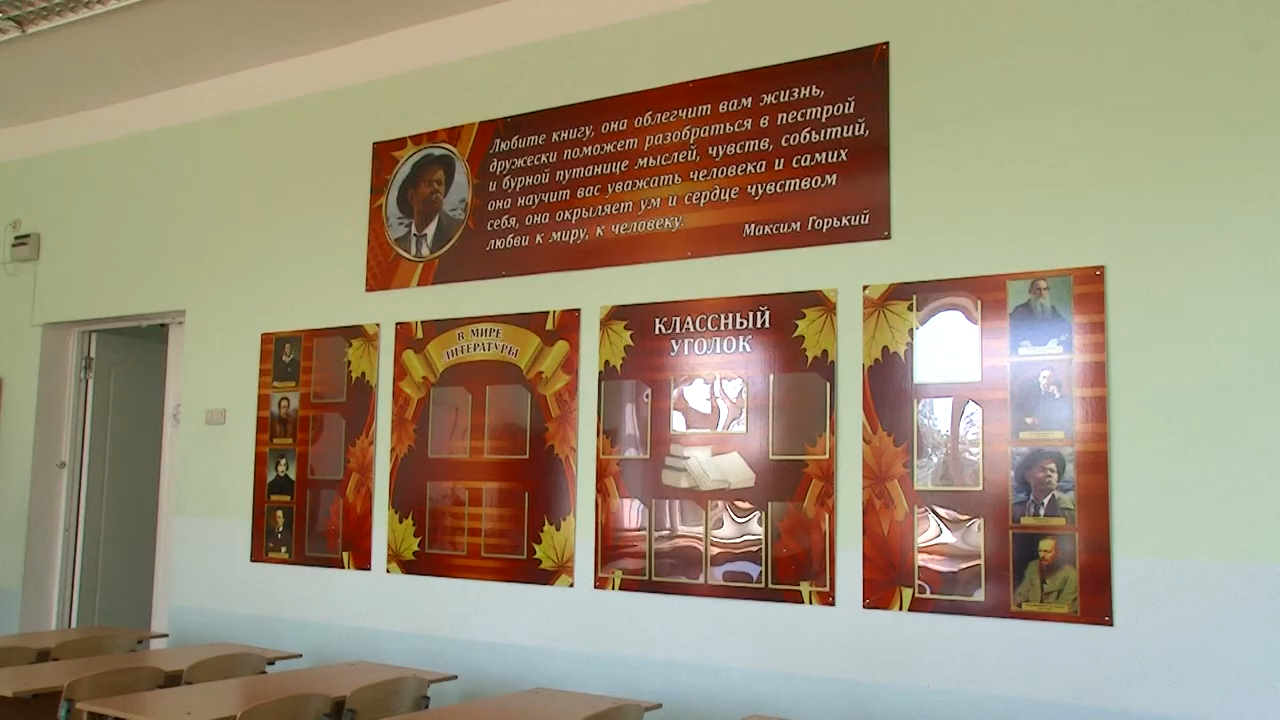 Любите книгу, она облегчит вам жизнь,
дружески поможет разобраться в пестрой
и бурной путанице мыслей, чувств, событий,
она научит вас уважать человека и самих
себя, она окрыляет ум и сердце чувством
любви к миру, к человеку.
Максим Горький
В МИРЕ
ЛИТЕРАТУРЫ
КЛАССНЫЙ
УГОЛОК